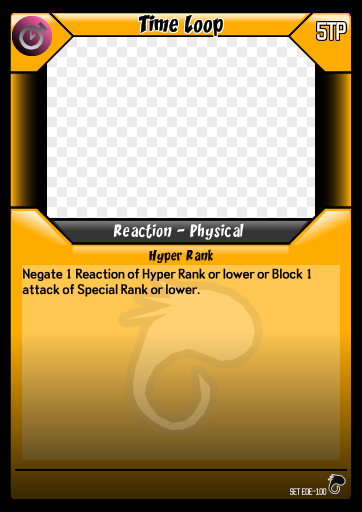 Time Loop
5TP
Reaction - Physical
Hyper Rank
Negate 1 Reaction of Hyper Rank or lower or Block 1
attack of Special Rank or lower.
SET EOE-100